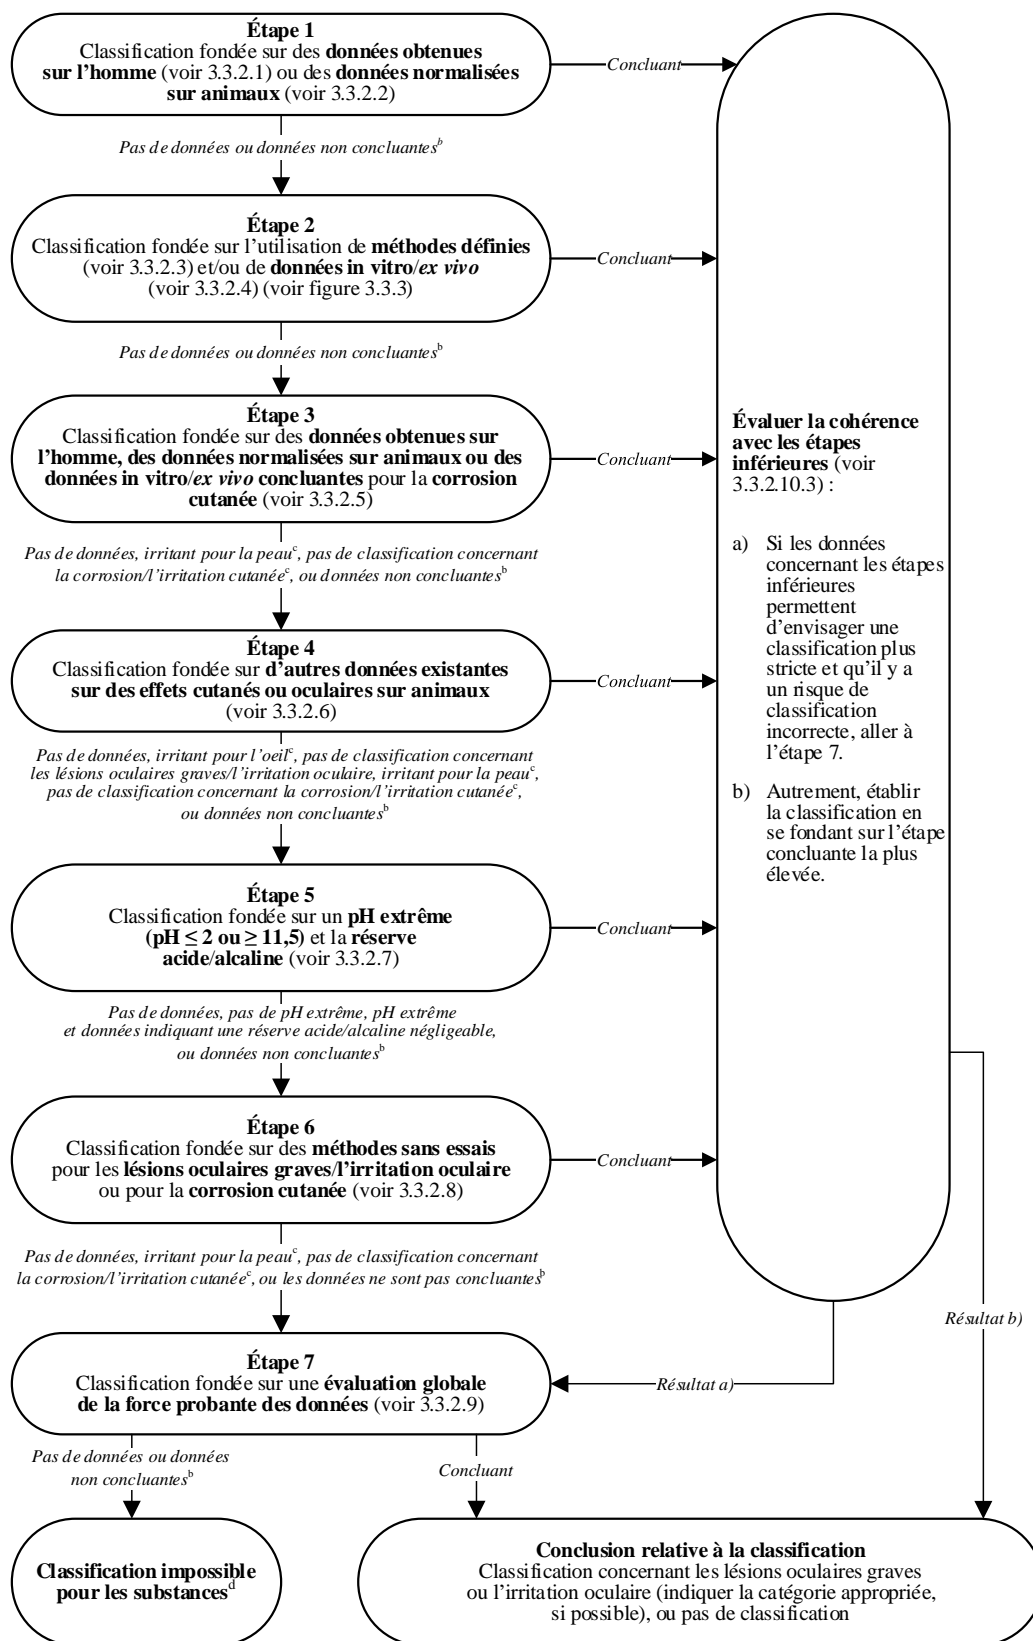 Étape 1
Classification fondée sur des données obtenues
sur l’homme (voir 3.3.2.1) ou des données normalisées
sur animaux (voir 3.3.2.2)
Concluant
Pas de données ou données non concluantesᵇ
Étape 2
Classification fondée sur l’utilisation de méthodes définies
(voir 3.3.2.3) et/ou de données in vitro/ex vivo
(voir 3.3.2.4) (voir figure 3.3.3)
Concluant
Pas de données ou données non concluantesᵇ
Étape 3
Classification fondée sur des données obtenues sur
l’homme, des données normalisées sur animaux ou des
données in vitro/ex vivo concluantes pour la corrosion
cutanée (voir 3.3.2.5)
Concluant
Pas de données, irritant pour la peauᶜ, pas de classification concernant
la corrosion/l’irritation cutanéeᶜ, ou données non concluantesᵇ
Étape 4
Classification fondée sur d’autres données existantes
sur des effets cutanés ou oculaires sur animaux
(voir 3.3.2.6)
Concluant
Pas de données, irritant pour l’oeilᶜ, pas de classification concernant
les lésions oculaires graves/l’irritation oculaire, irritant pour la peauᶜ,
pas de classification concernant la corrosion/l’irritation cutanéeᶜ,
ou données non concluantesᵇ
Étape 5
Classification fondée sur un pH extrême
(pH ≤ 2 ou ≥ 11,5) et la réserve
acide/alcaline (voir 3.3.2.7)
Concluant
Pas de données, pas de pH extrême, pH extrême
et données indiquant une réserve acide/alcaline négligeable,
ou données non concluantesᵇ
Étape 6
Classification fondée sur des méthodes sans essais
pour les lésions oculaires graves/l’irritation oculaire
ou pour la corrosion cutanée (voir 3.3.2.8)
Concluant
Pas de données, irritant pour la peauᶜ, pas de classification concernant
la corrosion/l’irritation cutanéeᶜ, ou les données ne sont pas concluantesᵇ
Étape 7
Classification fondée sur une évaluation globale
de la force probante des données (voir 3.3.2.9)
Évaluer la cohérence
avec les étapes
inférieures (voir
3.3.2.10.3) :
a) Si les données
concernant les étapes
inférieures
permettent
d’envisager une
classification plus
stricte et qu’il y a
un risque de
classification
incorrecte, aller à
l’étape 7.
b) Autrement, établir
la classification en
se fondant sur l’étape
concluante la plus
élevée.
Résultat a)
Résultat b)
Pas de données ou données
non concluantesᵇ
Concluant
Classification impossible
pour les substancesᵈ
Conclusion relative à la classification
Classification concernant les lésions oculaires graves
ou l’irritation oculaire (indiquer la catégorie appropriée,
si possible), ou pas de classification